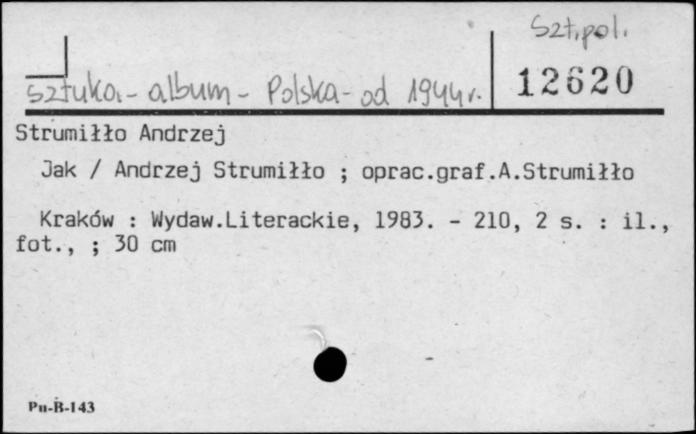 Szt.pol.
12620
sztuka - album - Polska - od 1944r.
Strumiłło Andrzej
Jak / Andrzej Strumiłło ; oprac.graf.A.Strumiłło
Kraków : Wydaw.Literackie, 1983. - 210, 2 s. : il.,
fot., ; 30 cm
Pu-B-143